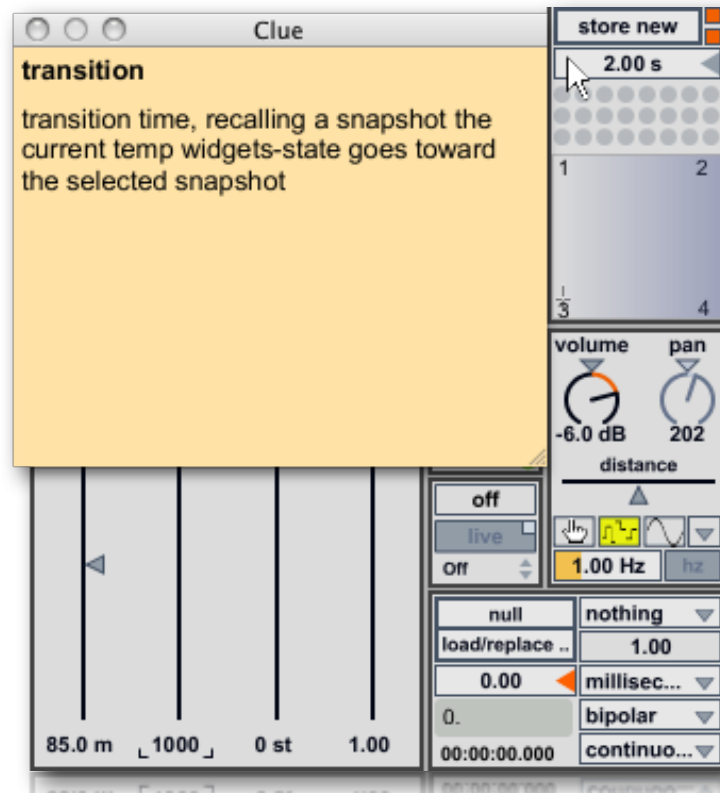 Clue
transition
transition time, recalling a snapshot the
current temp widgets-state goes toward
the selected snapshot
store new
2.00 s
1 2
3 4
volume pan
-6.0 dB 202
distance
1.00 Hz hz
off
live
Off
85.0 m 1000 0 st 1.00
null nothing
load/replace .. 1.00
0.00 millisec...
0. bipolar
00:00:00.000 continuo...